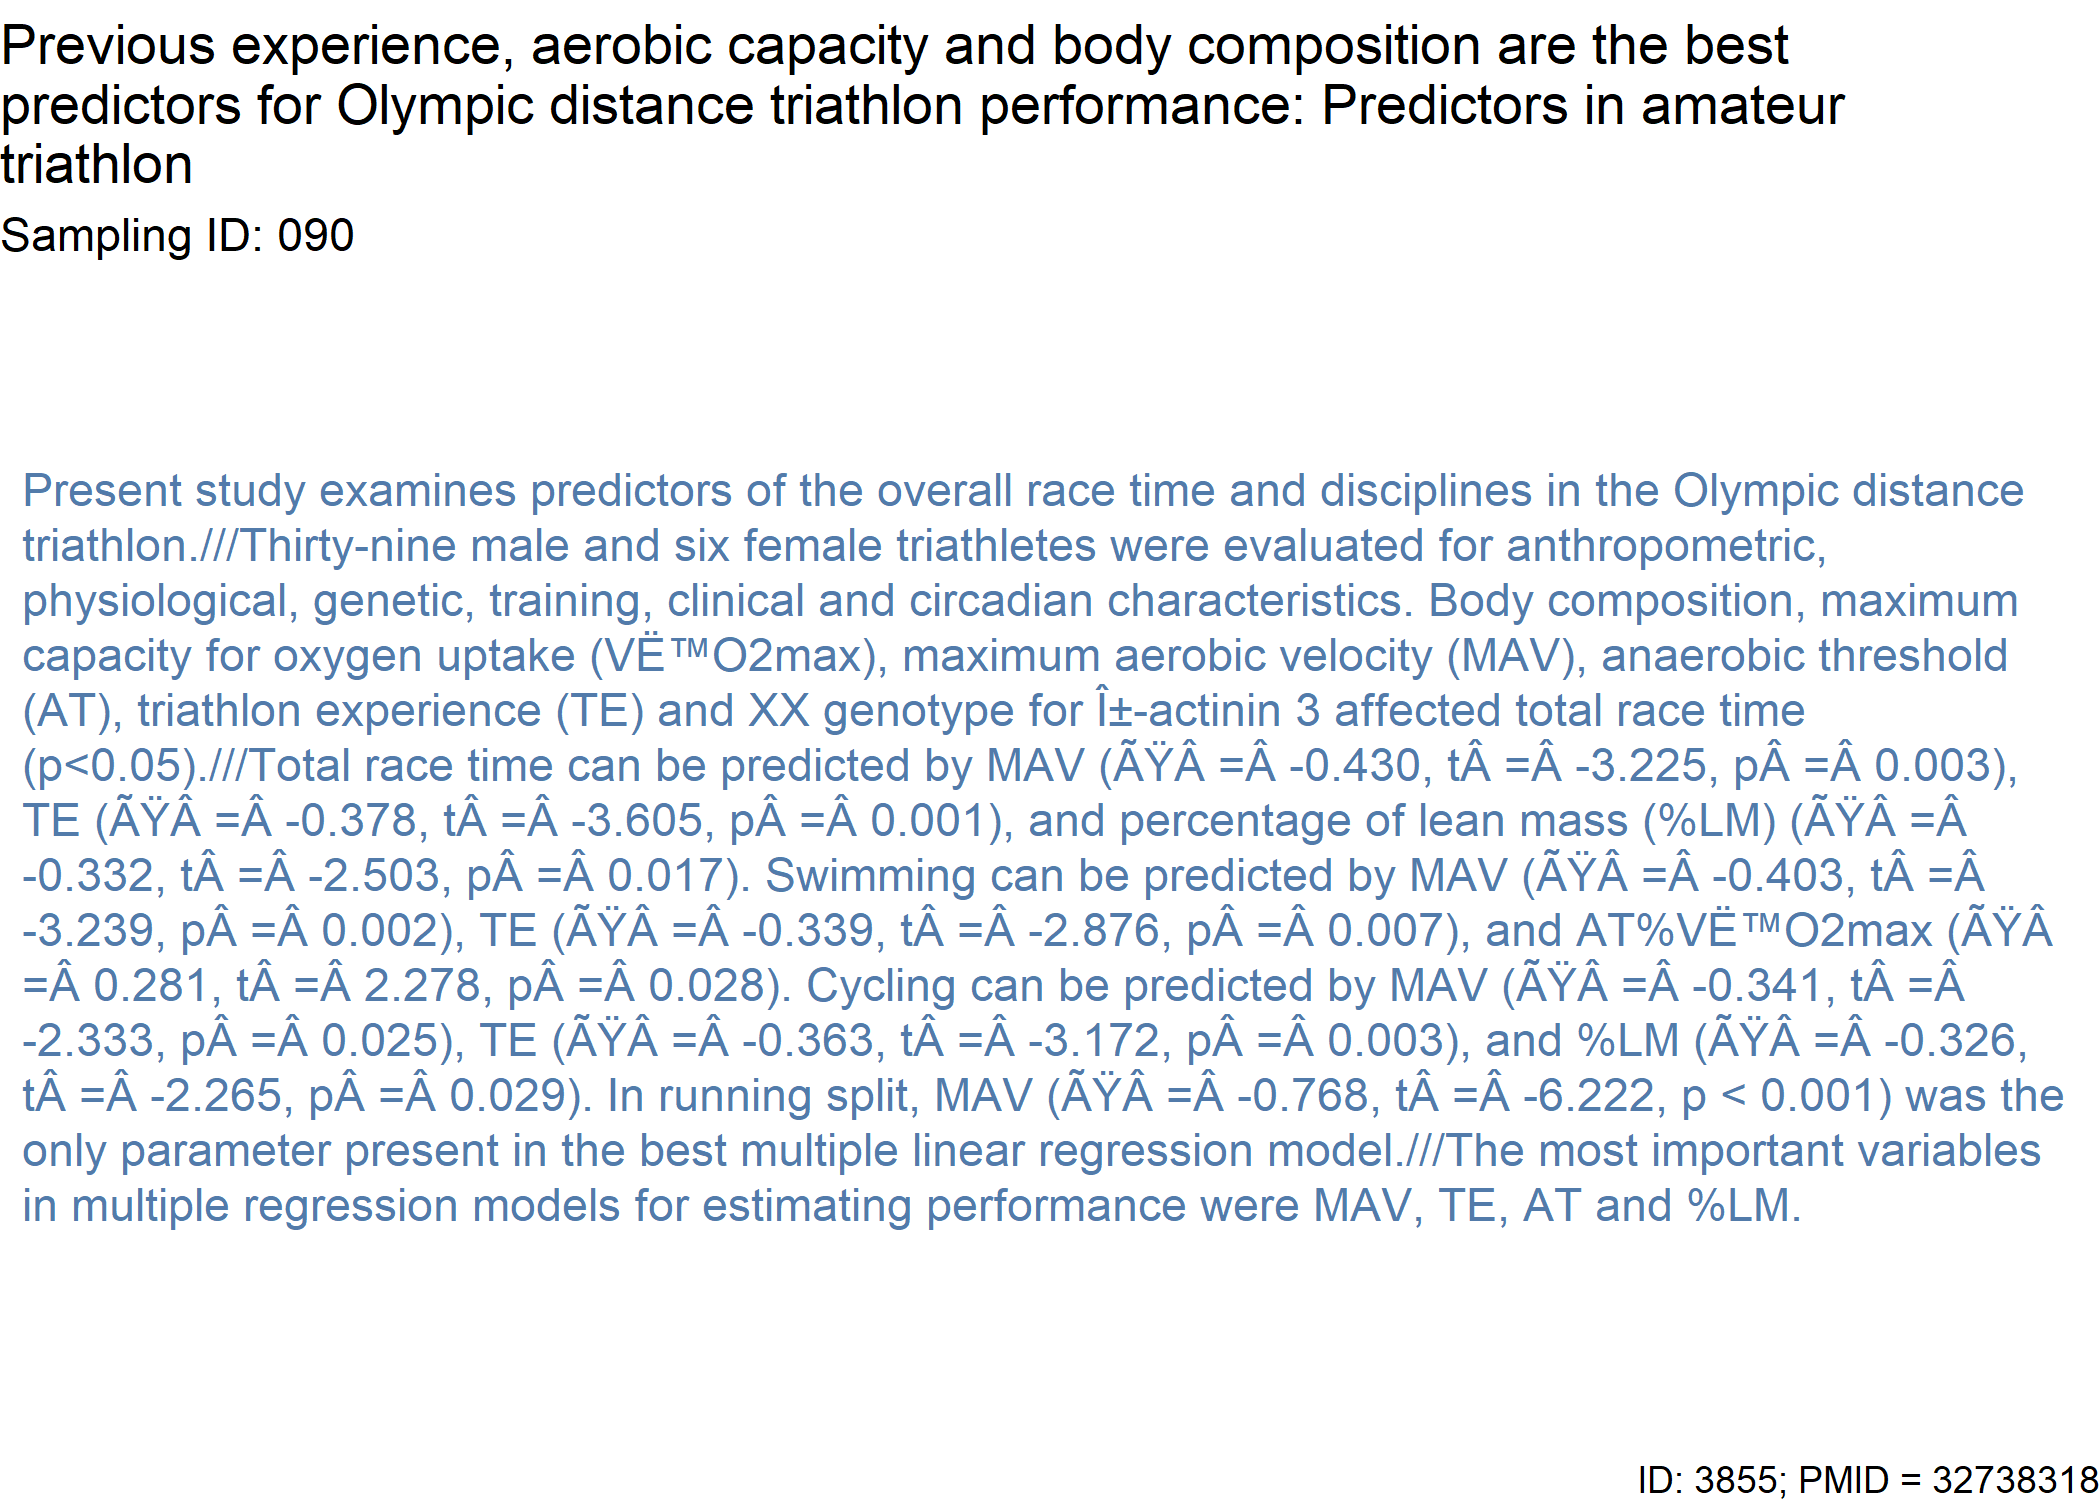 Previous experience, aerobic capacity and body composition are the best
predictors for Olympic distance triathlon performance: Predictors in amateur
triathlon
Sampling ID: 090
Present study examines predictors of the overall race time and disciplines in the Olympic distance
triathlon.///Thirty-nine male and six female triathletes were evaluated for anthropometric,
physiological, genetic, training, clinical and circadian characteristics. Body composition, maximum
capacity for oxygen uptake (VË™O2max), maximum aerobic velocity (MAV), anaerobic threshold
(AT), triathlon experience (TE) and XX genotype for Î±-actinin 3 affected total race time
(p<0.05).///Total race time can be predicted by MAV (ÃŸÂ =Â -0.430, tÂ =Â -3.225, pÂ =Â 0.003),
TE (ÃŸÂ =Â -0.378, tÂ =Â -3.605, pÂ =Â 0.001), and percentage of lean mass (%LM) (ÃŸÂ =Â
-0.332, tÂ =Â -2.503, pÂ =Â 0.017). Swimming can be predicted by MAV (ÃŸÂ =Â -0.403, tÂ =Â
-3.239, pÂ =Â 0.002), TE (ÃŸÂ =Â -0.339, tÂ =Â -2.876, pÂ =Â 0.007), and AT%VË™O2max (ÃŸÂ
=Â 0.281, tÂ =Â 2.278, pÂ =Â 0.028). Cycling can be predicted by MAV (ÃŸÂ =Â -0.341, tÂ =Â
-2.333, pÂ =Â 0.025), TE (ÃŸÂ =Â -0.363, tÂ =Â -3.172, pÂ =Â 0.003), and %LM (ÃŸÂ =Â -0.326,
tÂ =Â -2.265, pÂ =Â 0.029). In running split, MAV (ÃŸÂ =Â -0.768, tÂ =Â -6.222, p < 0.001) was the
only parameter present in the best multiple linear regression model.///The most important variables
in multiple regression models for estimating performance were MAV, TE, AT and %LM.
ID: 3855; PMID = 32738318